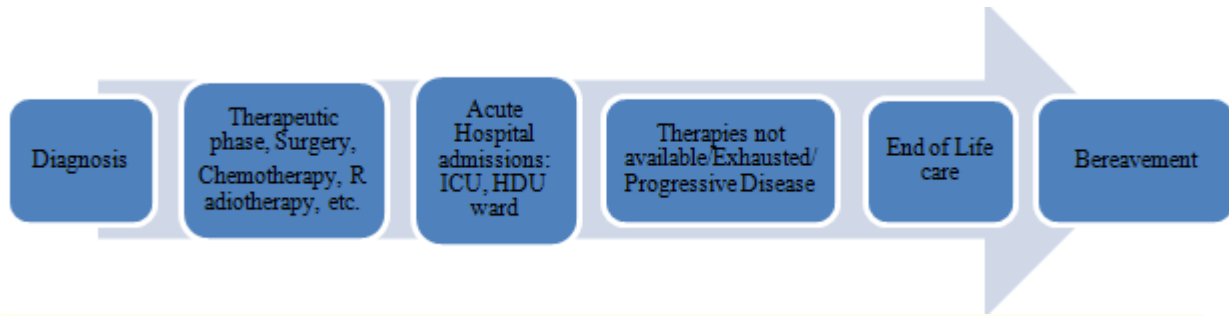 Diagnosis
Therapeutic
phase, Surgery,
Chemotherapy, R
adiotherapy, etc.
Acute
Hospital
admissions:
ICU, HDU
ward
Therapies not
available/Exhausted/
Progressive Disease
End of Life
care
Bereavement